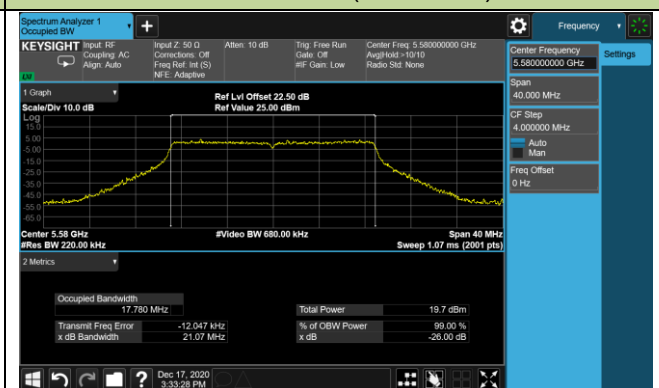 Spectrum Analyzer 1
Occupied BW
Frequency
KEYSIGHT Input: RF
Coupling: AC
Align: Auto
Input Z: 50 Ω
Corrections: Off
Freq Ref: Int (S)
NFE: Adaptive
Atten: 10 dB
Trig: Free Run
Gate: Off
#IF Gain: Low
Center Freq: 5.580000000 GHz
Avg|Hold:>10/10
Radio Std: None
Center Frequency
5.580000000 GHz
Settings
Span
40.000 MHz
CF Step
4.000000 MHz
Auto
Man
Freq Offset
0 Hz
1 Graph
Scale/Div 10.0 dB
Ref Lvl Offset 22.50 dB
Ref Value 25.00 dBm
Log
15.0
5.00
-5.00
-15.0
-25.0
-35.0
-45.0
-55.0
-65.0
Center 5.58 GHz
#Video BW 680.00 kHz
Span 40 MHz
#Res BW 220.00 kHz
Sweep 1.07 ms (2001 pts)
2 Metrics
Occupied Bandwidth
17.780 MHz
Total Power 19.7 dBm
Transmit Freq Error -12.047 kHz
% of OBW Power 99.00 %
x dB Bandwidth 21.07 MHz
x dB -26.00 dB
?
Dec 17, 2020
3:33:28 PM